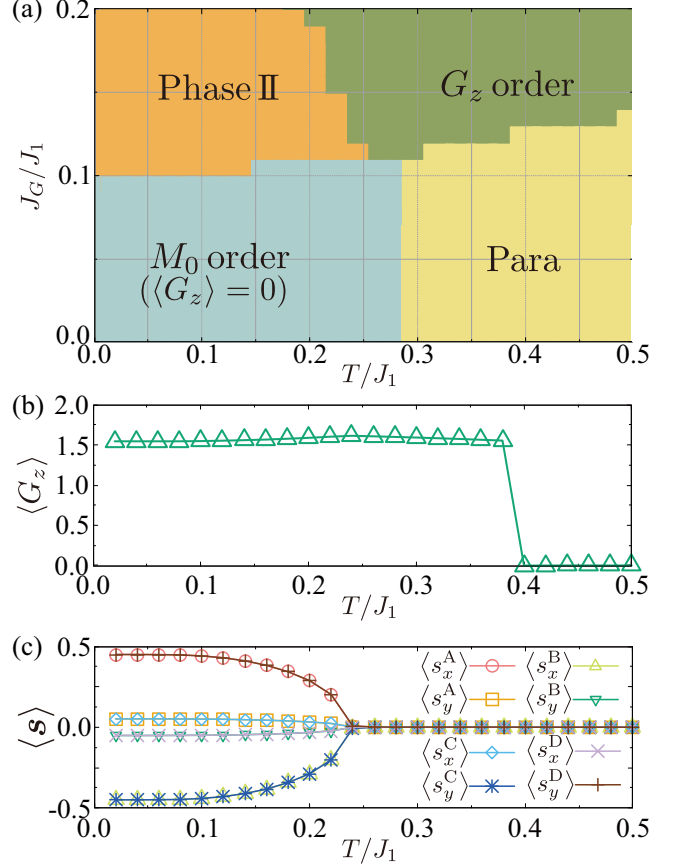 (a)
0.2
Phase Ⅱ
G_z order
J_G/J_1
0.1
M_0 order
(⟨G_z⟩ = 0)
Para
0.0
0.0 0.1 0.2 0.3 0.4 0.5
T/J_1
(b)
2.0
1.5
⟨G_z⟩
1.0
0.5
0.0
0.0 0.1 0.2 0.3 0.4 0.5
T/J_1
(c)
0.5
⟨s_x^A⟩ ⟨s_x^B⟩
⟨s_y^A⟩ ⟨s_y^B⟩
⟨s⟩
0.0
⟨s_x^C⟩ ⟨s_x^D⟩
⟨s_y^C⟩ ⟨s_y^D⟩
-0.5
0.0 0.1 0.2 0.3 0.4 0.5
T/J_1